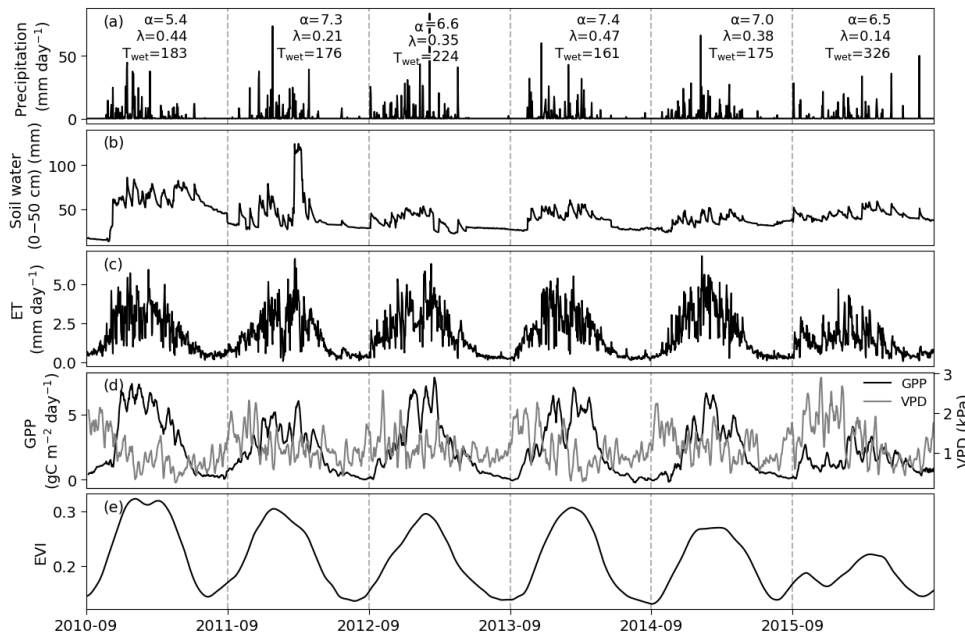 (a)
α=5.4
λ=0.44
Twet=183
α=7.3
λ=0.21
Twet=176
α=6.6
λ=0.35
Twet=224
α=7.4
λ=0.47
Twet=161
α=7.0
λ=0.38
Twet=175
α=6.5
λ=0.14
Twet=326
Precipitation
(mm day⁻¹)
50
0
(b)
Soil water
(0−50 cm) (mm)
100
50
(c)
ET
(mm day⁻¹)
5.0
2.5
0.0
(d)
GPP
(gC m⁻² day⁻¹)
5
0
GPP
VPD
3
2
1
VPD (kPa)
(e)
EVI
0.3
0.2
2010-09
2011-09
2012-09
2013-09
2014-09
2015-09